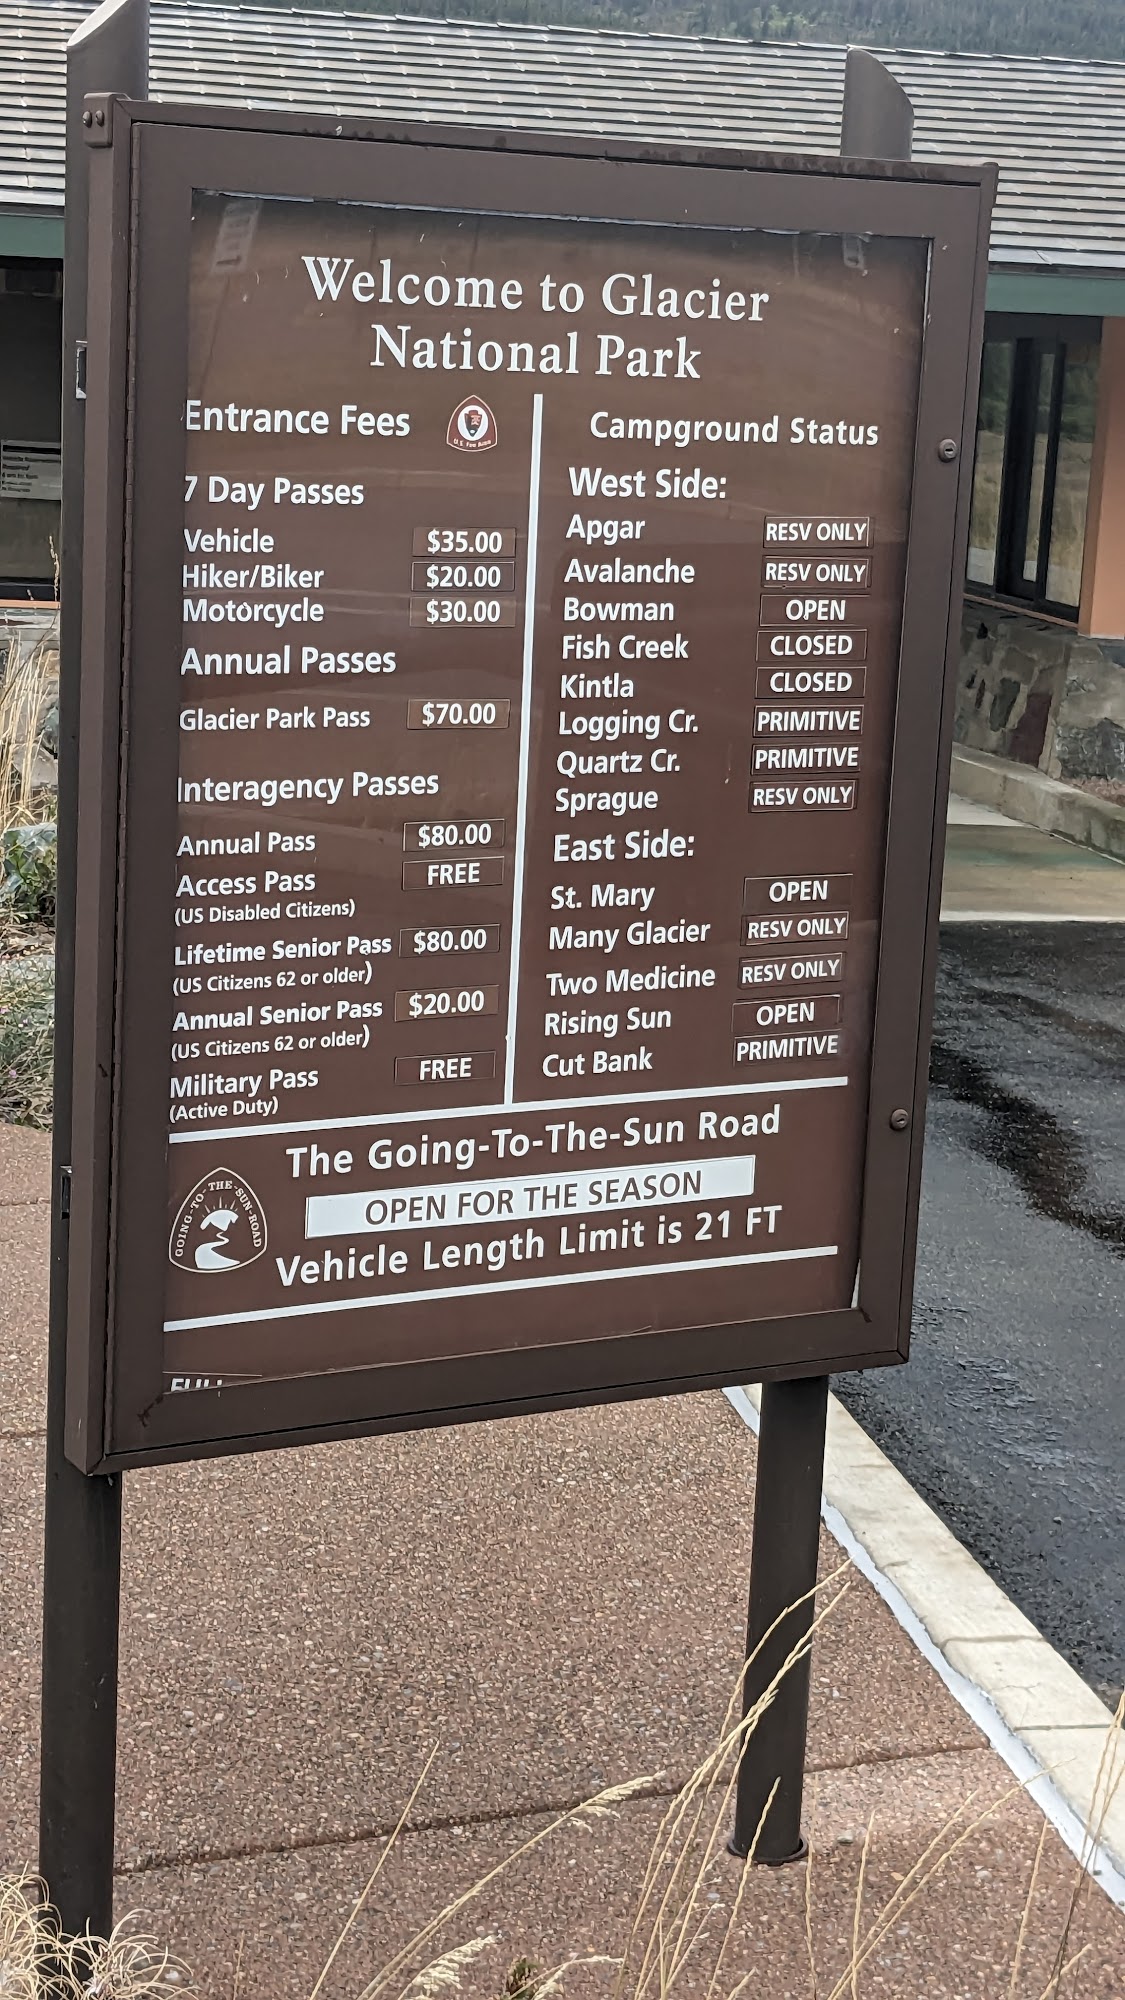 Welcome to Glacier
National Park
Entrance Fees
U.S. Fee Area
7 Day Passes
Vehicle $35.00
Hiker/Biker $20.00
Motorcycle $30.00
Annual Passes
Glacier Park Pass $70.00
Interagency Passes
Annual Pass $80.00
Access Pass FREE
(US Disabled Citizens)
Lifetime Senior Pass $80.00
(US Citizens 62 or older)
Annual Senior Pass $20.00
(US Citizens 62 or older)
Military Pass FREE
(Active Duty)
Campground Status
West Side:
Apgar RESV ONLY
Avalanche RESV ONLY
Bowman OPEN
Fish Creek CLOSED
Kintla CLOSED
Logging Cr. PRIMITIVE
Quartz Cr. PRIMITIVE
Sprague RESV ONLY
East Side:
St. Mary OPEN
Many Glacier RESV ONLY
Two Medicine RESV ONLY
Rising Sun OPEN
Cut Bank PRIMITIVE
GOING-TO-THE-SUN-ROAD
The Going-To-The-Sun Road
OPEN FOR THE SEASON
Vehicle Length Limit is 21 FT